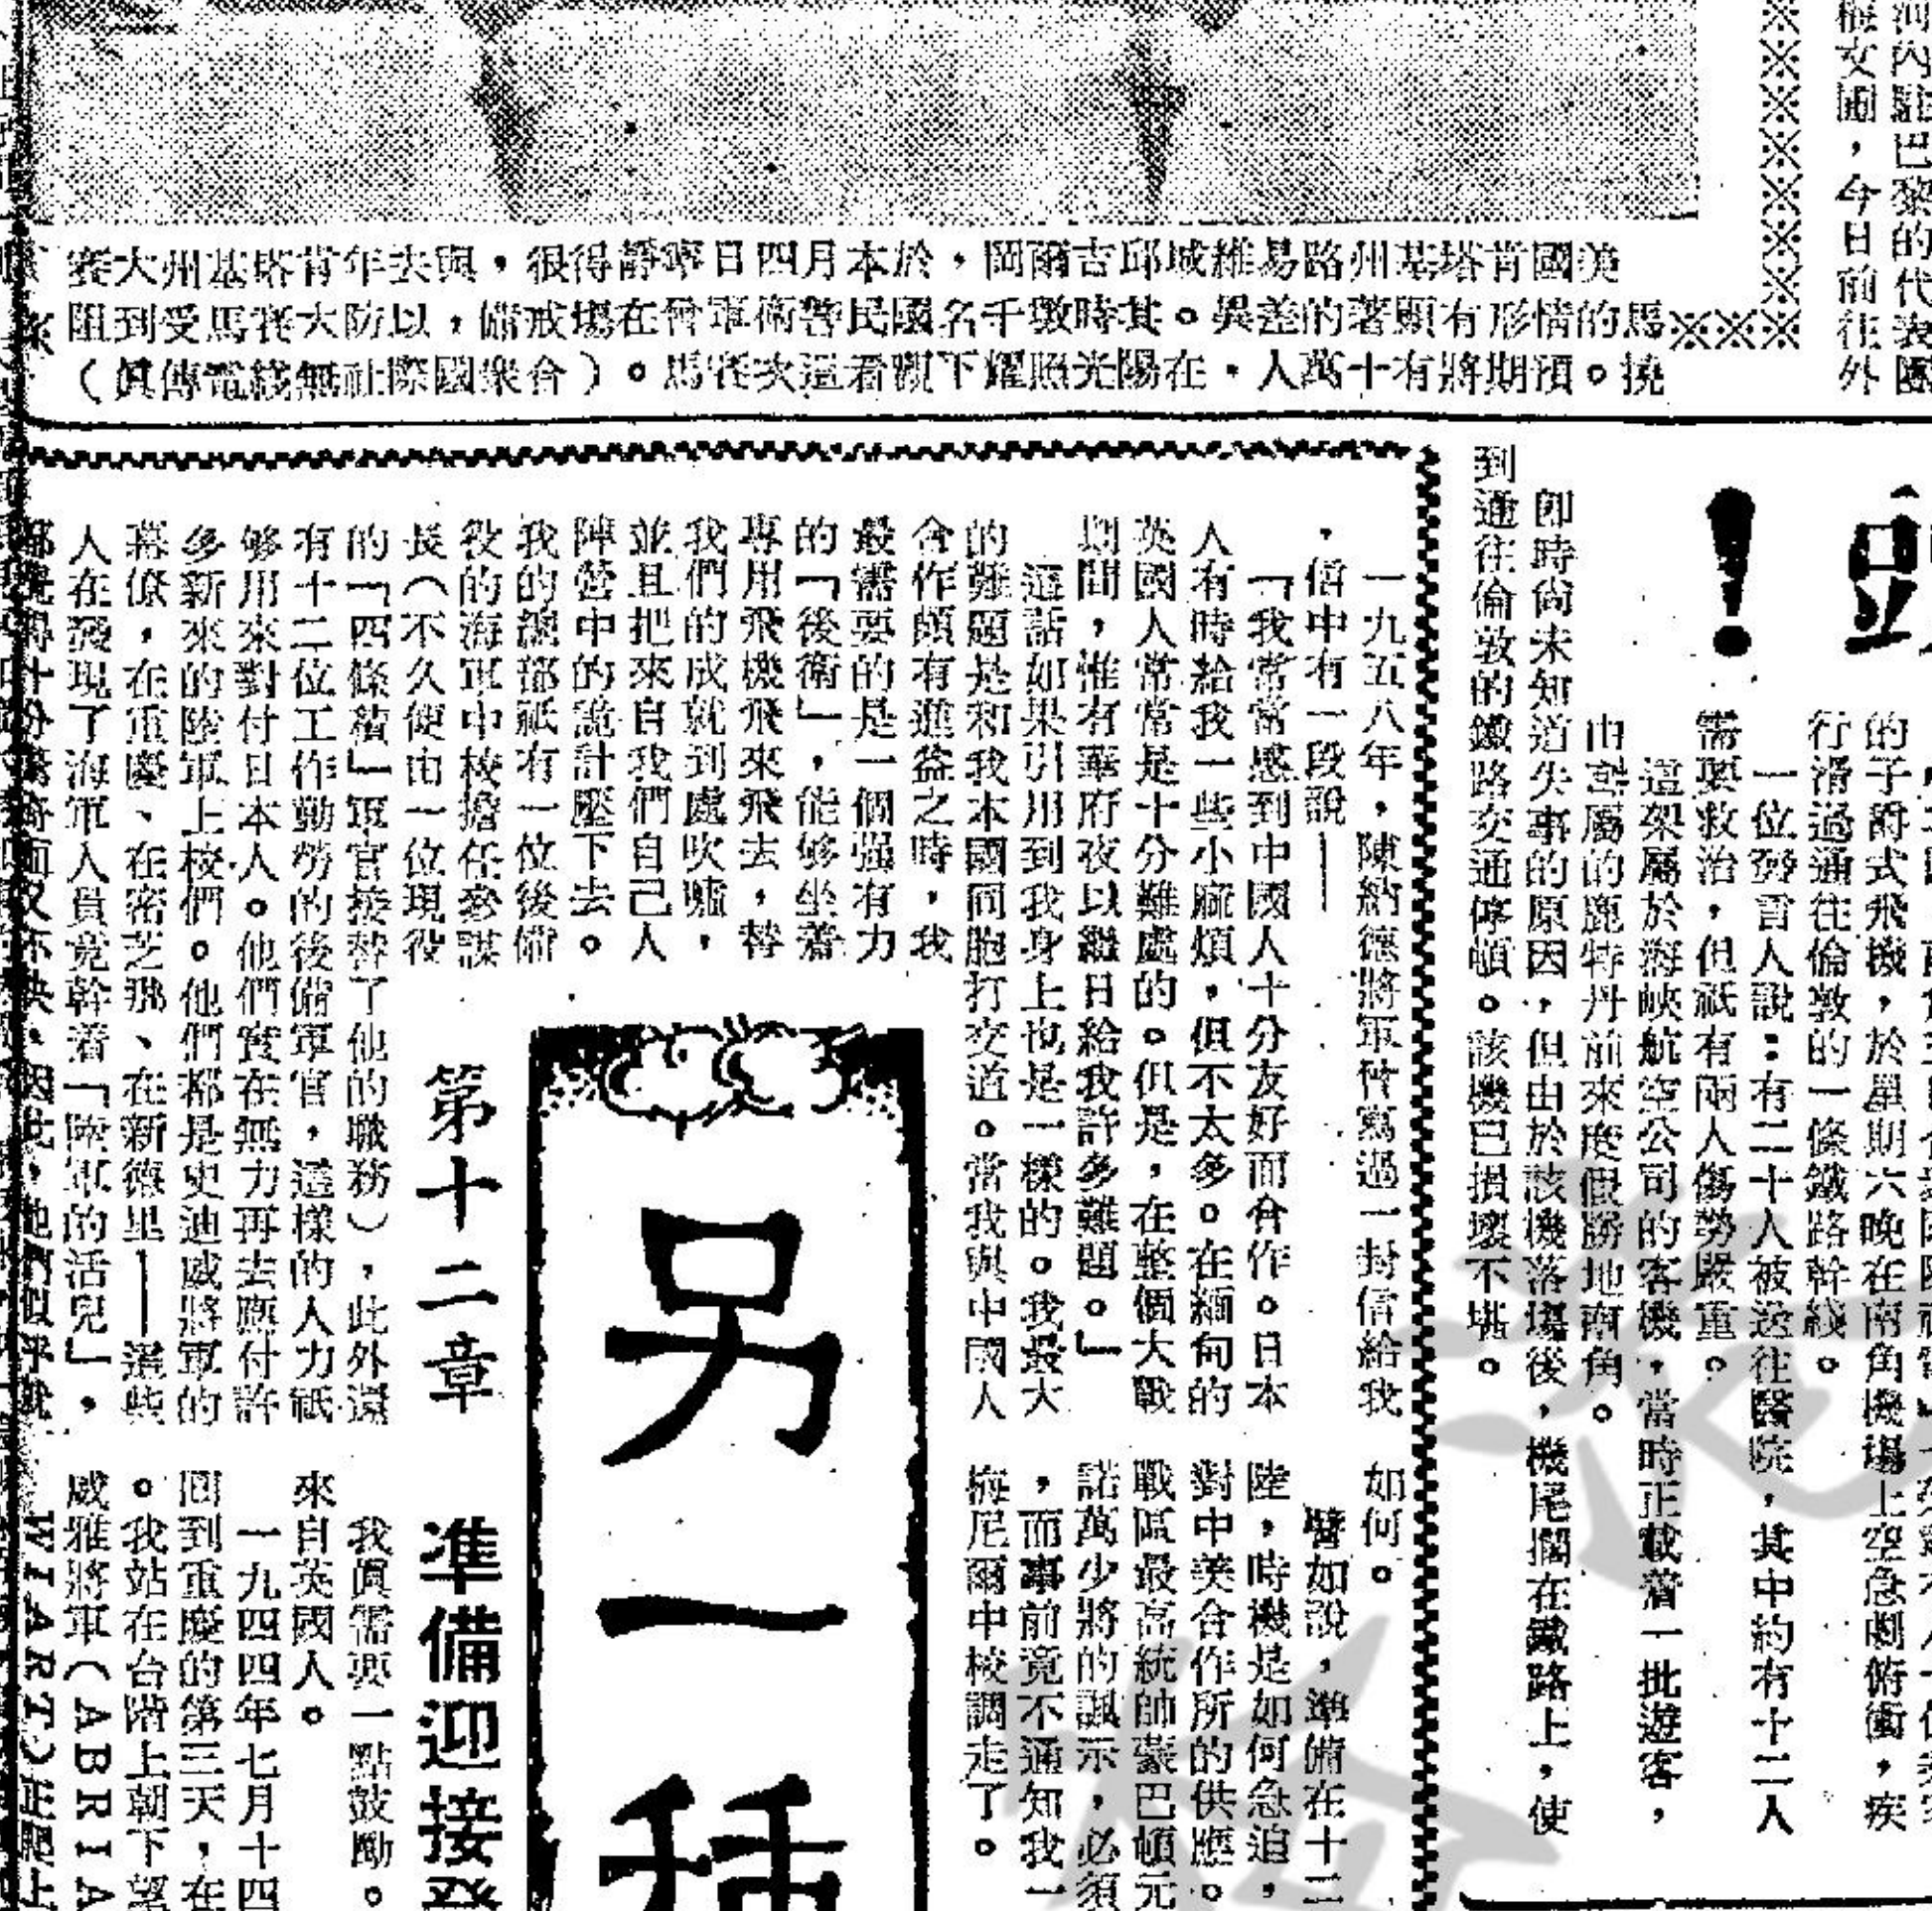 河內駐巴黎的代表團
，今日前往外
美國肯塔基州路易維城邱吉爾岡，於本月四日靜寧得很，與去年肯塔基州大賽
馬的情形有顯著的差異。其時數千名國民警衛軍曾在場戒備，以防大賽馬受到阻
撓。預期將有十萬人，在陽光照耀下觀看這次賽馬。（合衆國際社無綫電傳眞）
！
的子爵式飛機，於星期六晚在南角機場上空急劇俯衝，疾
行滑過通往倫敦的一條鐵路幹綫。
一位發言人說：有二十人被送往醫院，其中約有十二人
需要救治，但祇有兩人傷勢嚴重。
這架屬於海峽航空公司的客機，當時正載着一批遊客，
由　屬的鹿特丹前來度假勝地南角。
卽時尚未知道失事的原因，但由於該機落塲後，機尾擱在鐵路上，使
到通往倫敦的鐵路交通停頓。該機已損壞不堪。
一九五八年，陳納德將軍曾寫過一封信給我
，信中有一段說——
「我常常感到中國人十分友好而合作。日本
人有時給我一些小麻煩，但不太多。在緬甸的
英國人常常是十分難處的。但是，在整個大戰
期間，惟有華府夜以繼日給我許多難題。」
這話如果引用到我身上也是一樣的。我最大
的難題是和我本國同胞打交道。當我與中國人
合作頗有進益之時，我
最需要的是一個强有力
的「後衛」，能够坐着
專用飛機飛來飛去，替
我們的成就到處吹噓，
並且把來自我們自己人
陣營中的詭計壓下去。
我的總部祇有一位後備
役的海軍中校擔任參謀
長（不久便由一位現役
的「四條槓」軍官接替了他的職務），此外還
有十二位工作勤勞的後備軍官，這樣的人力祇
够用來對付日本人。他們實在無力再去應付許
多新來的陸軍上校們。他們都是史迪威將軍的
幕僚，在重慶、在密芝那、在新德里——這些
人在發現了海軍人員竟幹着「陸軍的活兒」，
如何。
譬如說，準備在十二
陸，時機是如何急迫，
對中美合作所的供應。
戰區最高統帥蒙巴頓元
諾萬少將的諷示，必須
，而事前竟不通知我一
梅尼爾中校調走了。
另一種
第十二章　準備迎接登
我眞需要一點鼓勵。
來自英國人。
一九四四年七月十四
回到重慶的第三天，在
。我站在台階上朝下望
威雅將軍（ABRIA
WIART）正爬上